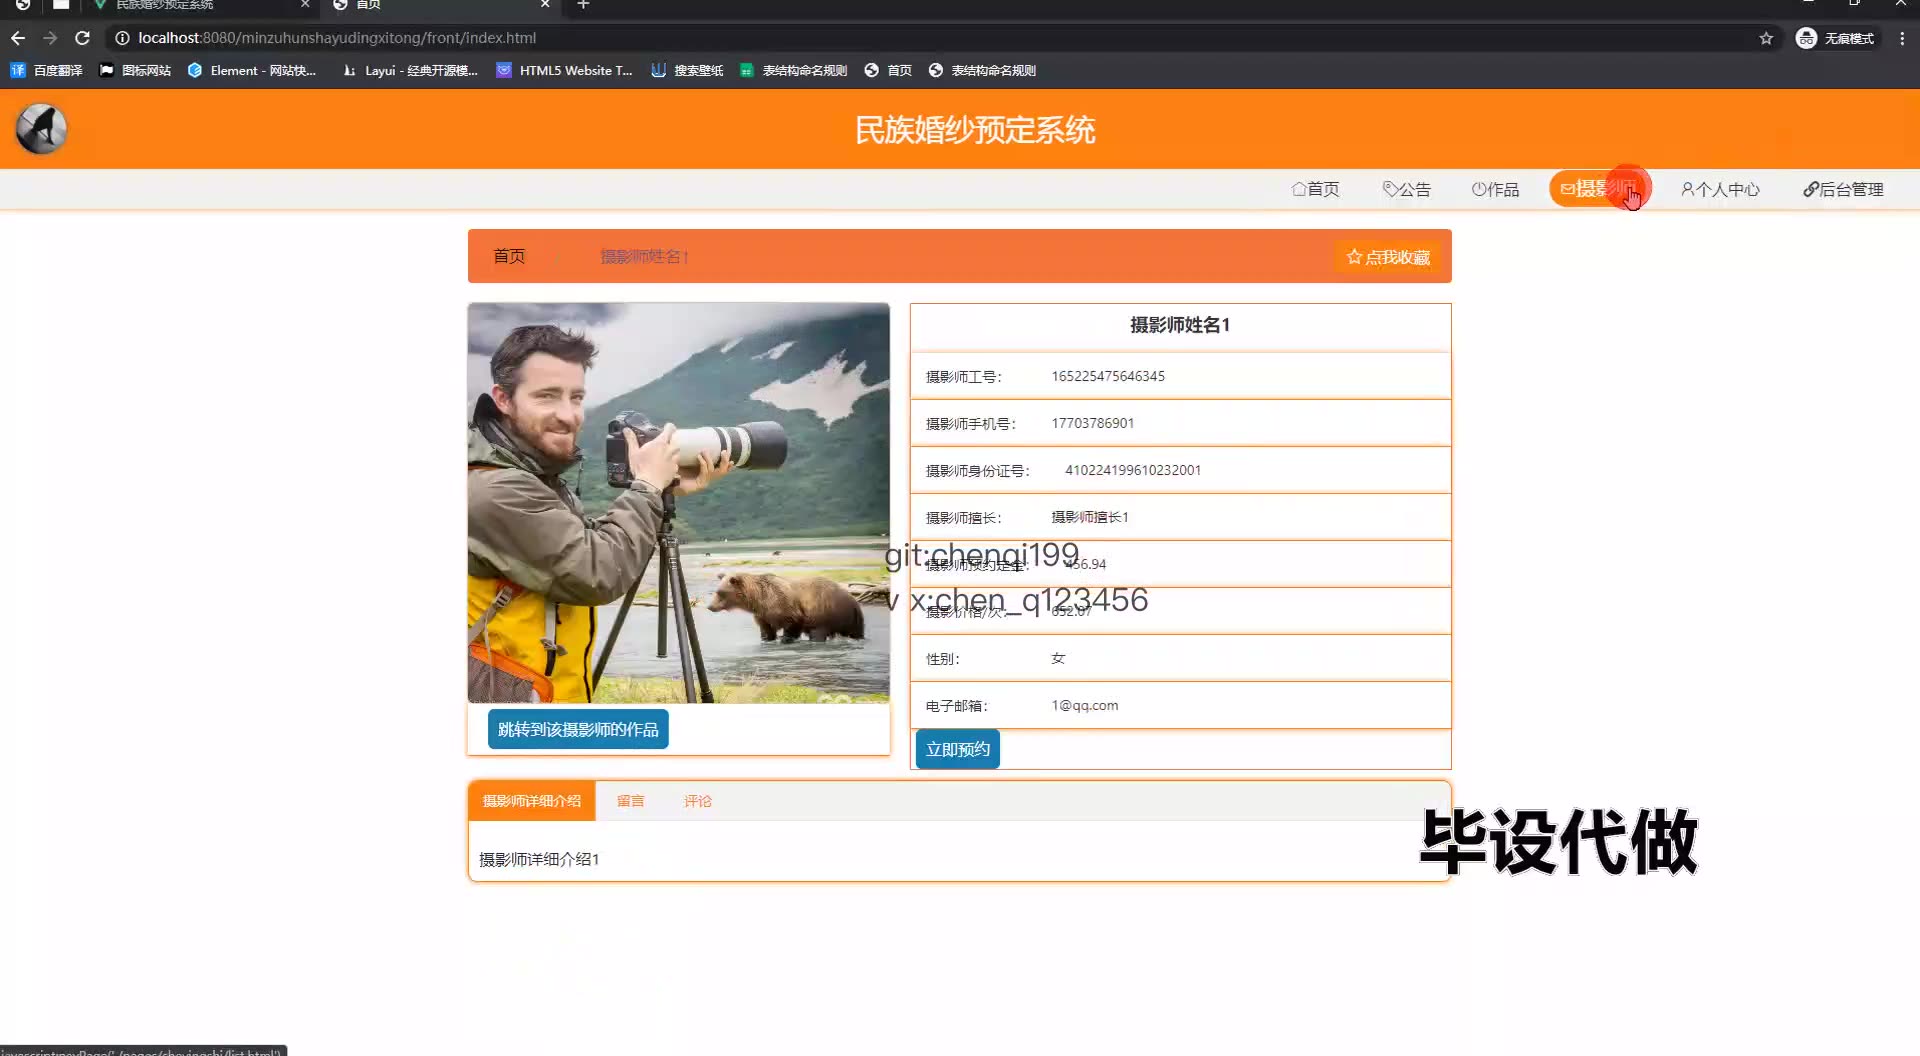 民族婚纱预定系统
首页
localhost:8080/minzuhunshayudingxitong/front/index.html
无痕模式
百度翻译
图标网站
Element - 网站快...
Layui - 经典开源模...
HTML5 Website T...
搜索壁纸
表结构命名规则
首页
表结构命名规则
民族婚纱预定系统
首页
公告
作品
摄影师
个人中心
后台管理
首页
摄影师姓名1
点我收藏
摄影师姓名1
摄影师工号： 165225475646345
摄影师手机号： 17703786901
摄影师身份证号： 410224199610232001
摄影师擅长： 摄影师擅长1
git:chenqi199
摄影师预约定金： 456.94
v x:chen_q123456
摄影价格/次： 652.07
性别： 女
电子邮箱： 1@qq.com
跳转到该摄影师的作品
立即预约
摄影师详细介绍
留言
评论
毕设代做
摄影师详细介绍1